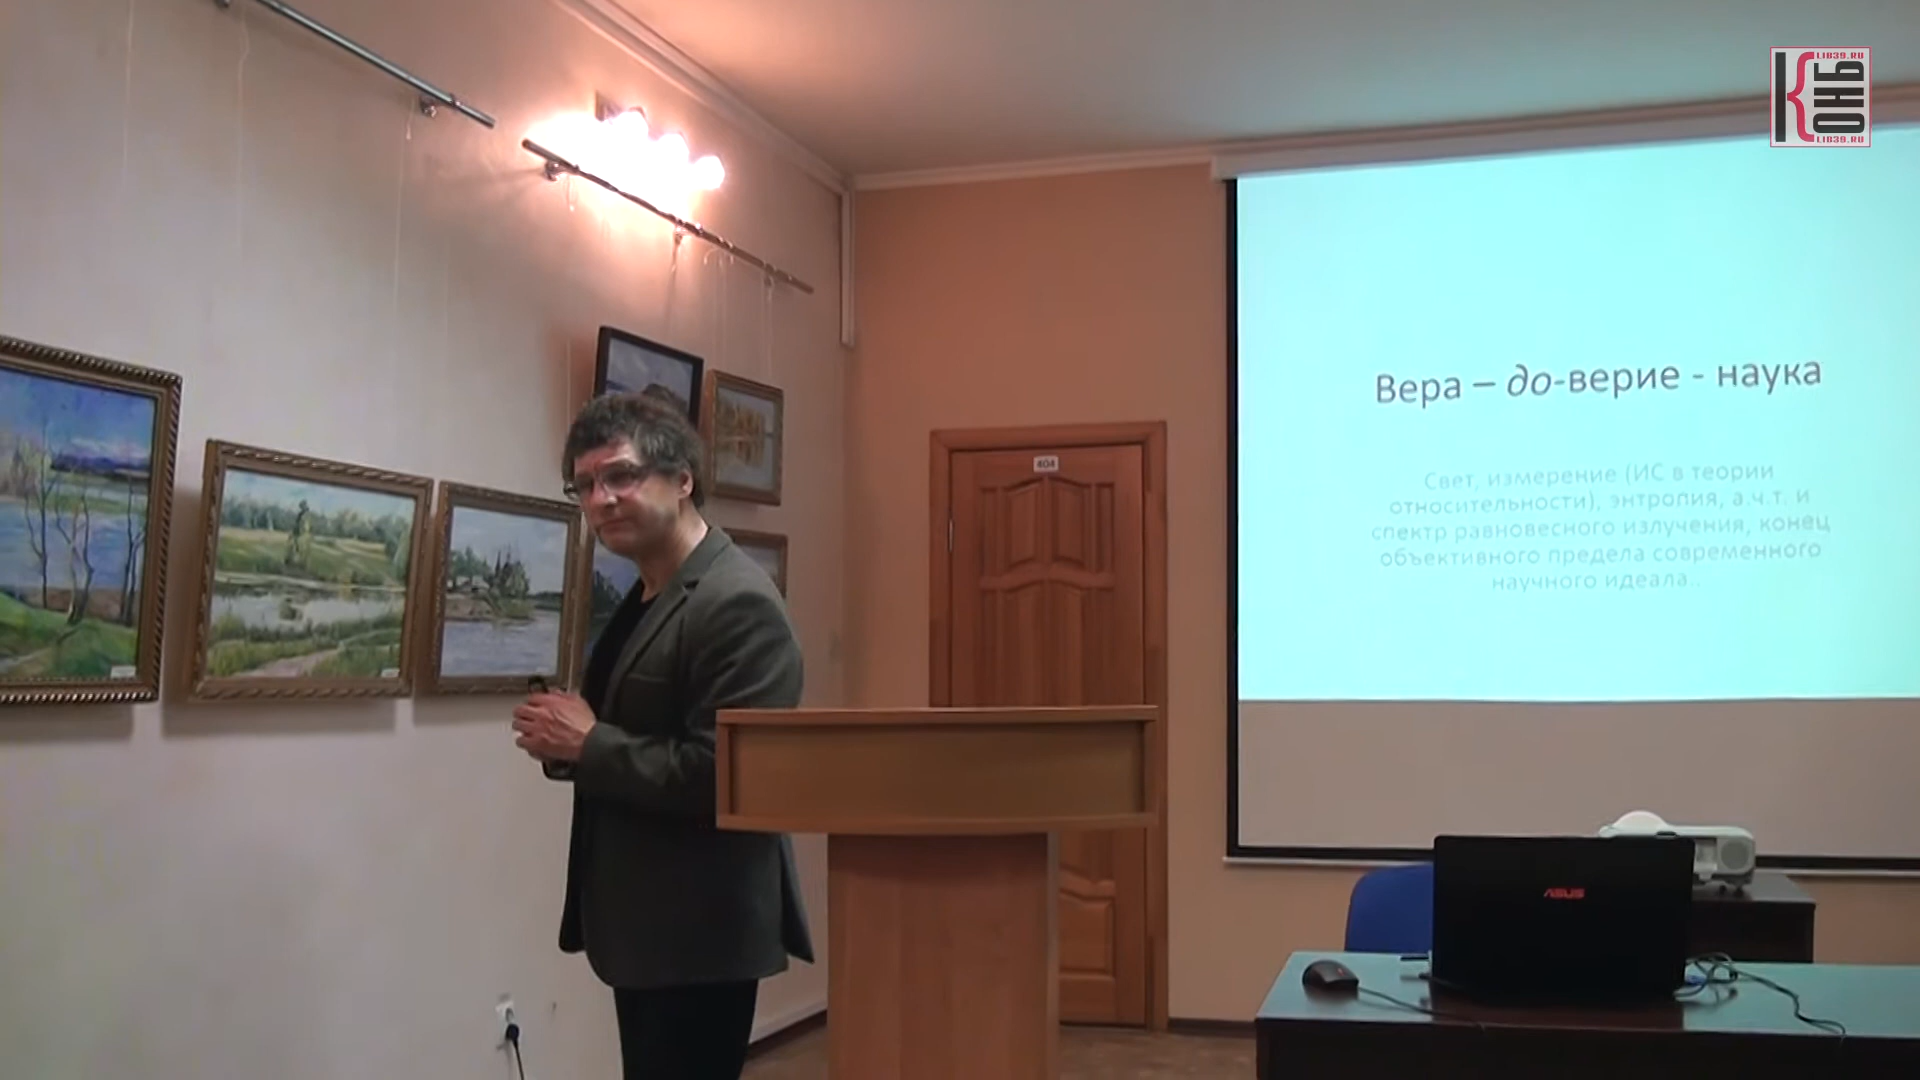 LIB39.RU
КОНБ
LIB39.RU
Вера – до-верие - наука
Свет, измерение (ИС в теории
относительности), энтропия, а.ч.т. и
спектр равновесного излучения, конец
объективного предела современного
научного идеала..
404
ASUS